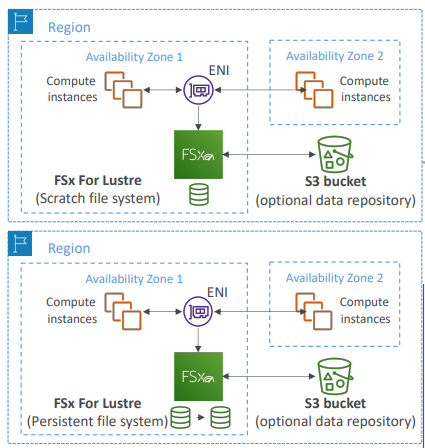 Region
Availability Zone 1
Availability Zone 2
ENI
Compute
instances
Compute
instances
FSx
FSx For Lustre
(Scratch file system)
S3 bucket
(optional data repository)
Region
Availability Zone 1
Availability Zone 2
ENI
Compute
instances
Compute
instances
FSx
FSx For Lustre
(Persistent file system)
S3 bucket
(optional data repository)